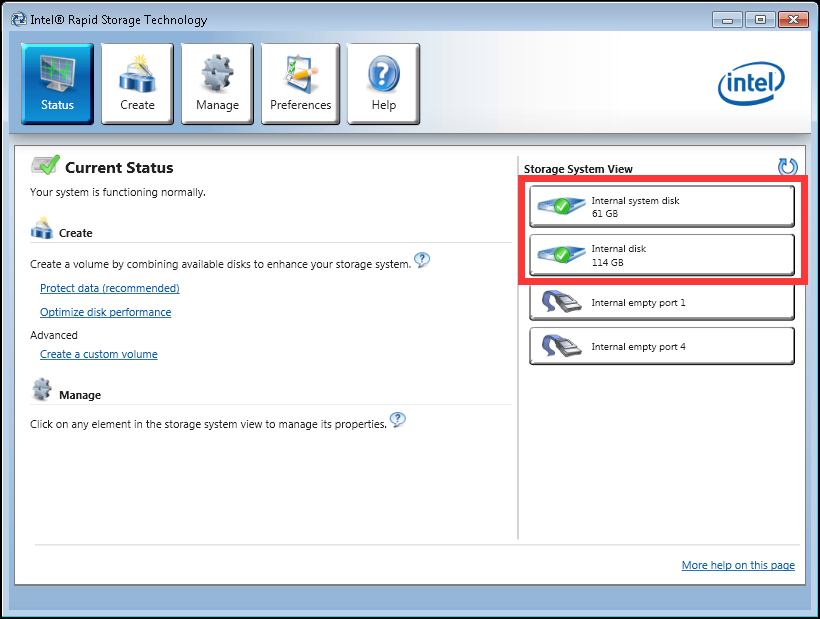 Intel® Rapid Storage Technology
Status
Create
Manage
Preferences
Help
intel
Current Status
Your system is functioning normally.
Create
Create a volume by combining available disks to enhance your storage system.
Protect data (recommended)
Optimize disk performance
Advanced
Create a custom volume
Manage
Click on any element in the storage system view to manage its properties.
Storage System View
Internal system disk
61 GB
Internal disk
114 GB
Internal empty port 1
Internal empty port 4
More help on this page